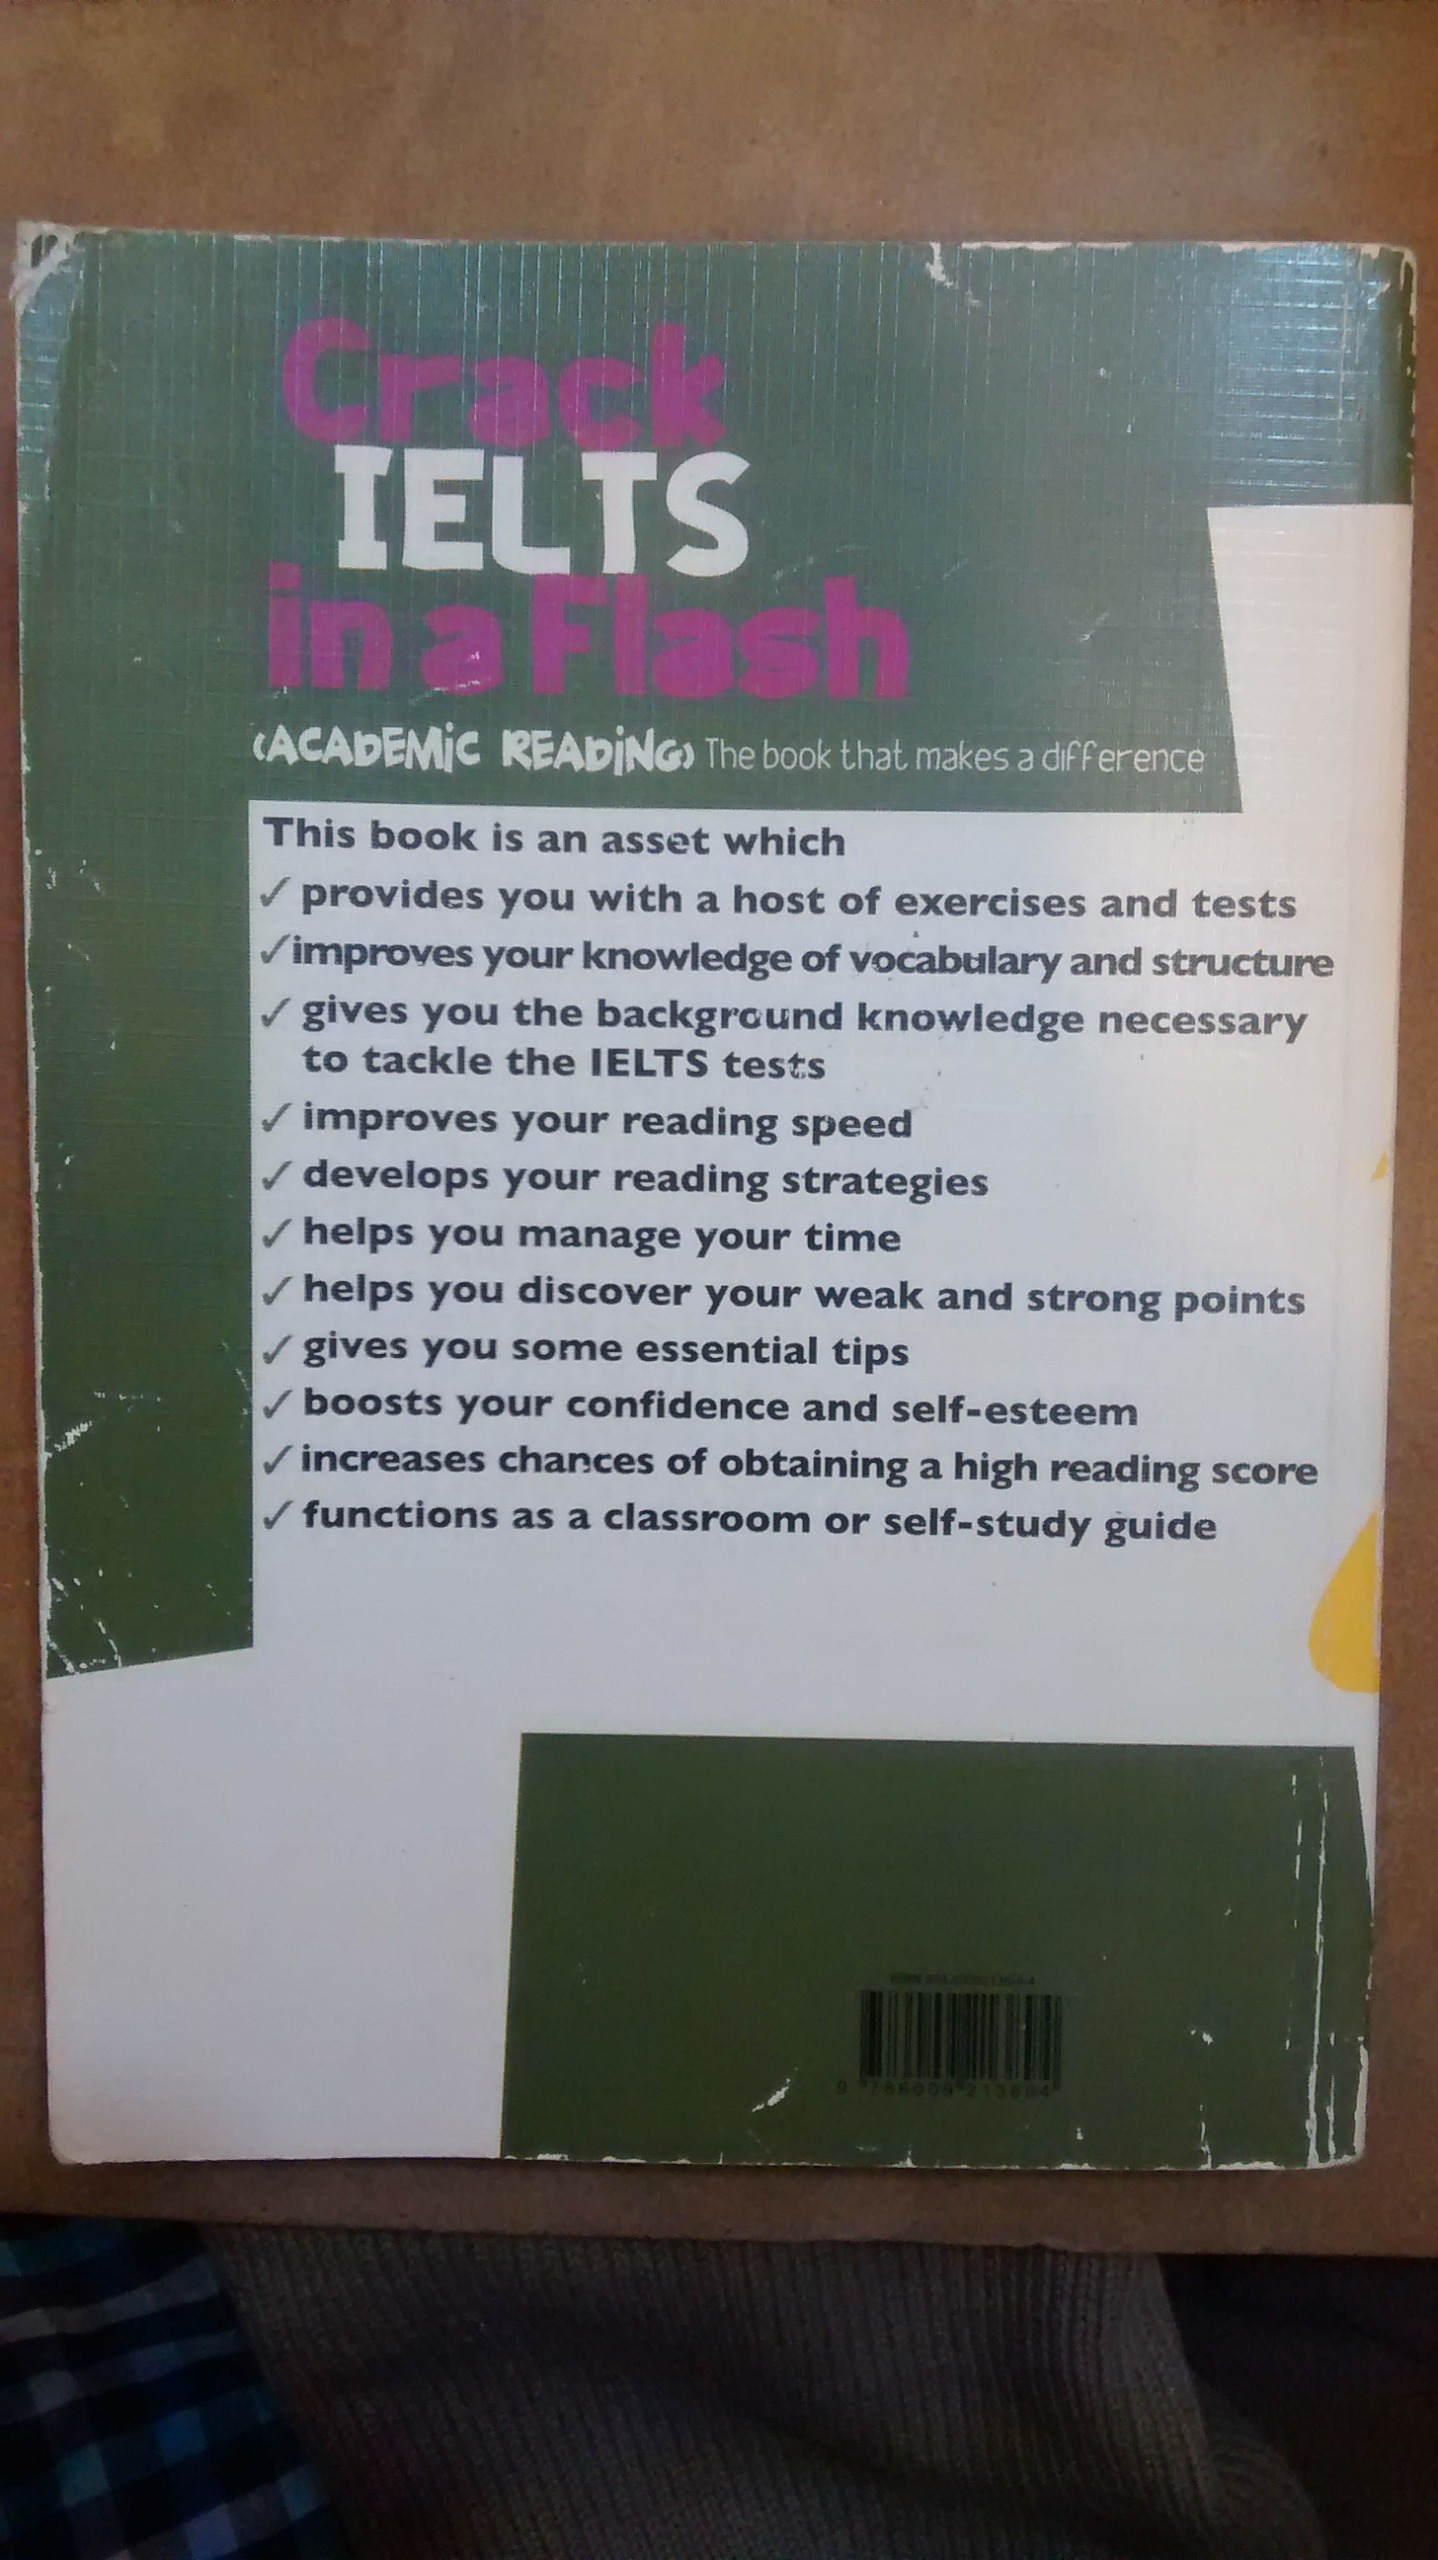 Crack
IELTS
in a Flash
(ACADEMiC READiNG) The book that makes a difference
This book is an asset which
✓ provides you with a host of exercises and tests
✓ improves your knowledge of vocabulary and structure
✓ gives you the background knowledge necessary
to tackle the IELTS tests
✓ improves your reading speed
✓ develops your reading strategies
✓ helps you manage your time
✓ helps you discover your weak and strong points
✓ gives you some essential tips
✓ boosts your confidence and self-esteem
✓ increases chances of obtaining a high reading score
✓ functions as a classroom or self-study guide
ISBN